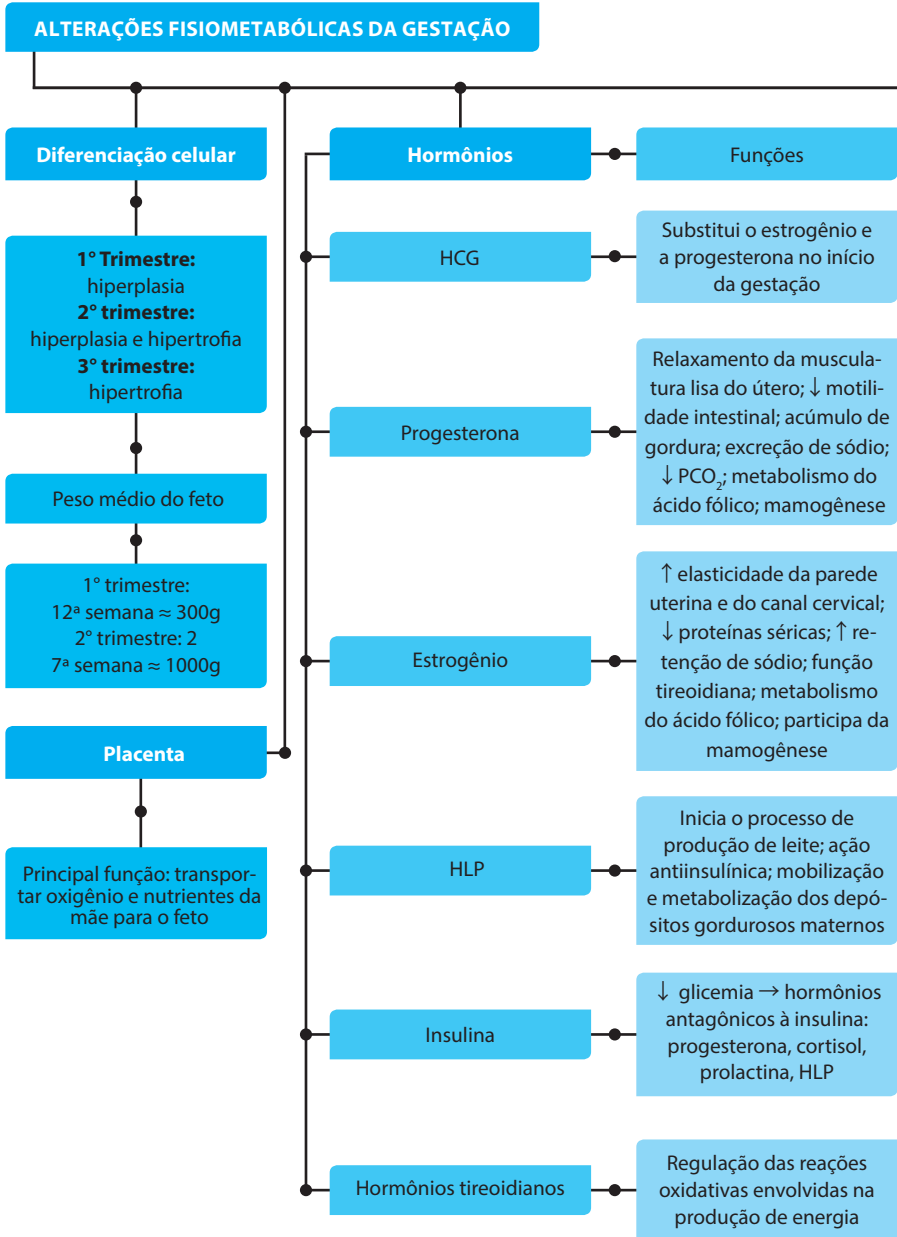 ALTERAÇÕES FISIOMETABÓLICAS DA GESTAÇÃO
Diferenciação celular
1° Trimestre:
hiperplasia
2° trimestre:
hiperplasia e hipertrofia
3° trimestre:
hipertrofia
Peso médio do feto
1° trimestre:
12ª semana ≈ 300g
2° trimestre: 2
7ª semana ≈ 1000g
Placenta
Principal função: transpor-
tar oxigênio e nutrientes da
mãe para o feto
Hormônios
Funções
HCG
Substitui o estrogênio e
a progesterona no início
da gestação
Progesterona
Relaxamento da muscula-
tura lisa do útero; ↓ motili-
dade intestinal; acúmulo de
gordura; excreção de sódio;
↓ PCO₂; metabolismo do
ácido fólico; mamogênese
Estrogênio
↑ elasticidade da parede
uterina e do canal cervical;
↓ proteínas séricas; ↑ re-
tenção de sódio; função
tireoidiana; metabolismo
do ácido fólico; participa da
mamogênese
HLP
Inicia o processo de
produção de leite; ação
antiinsulínica; mobilização
e metabolização dos depó-
sitos gordurosos maternos
Insulina
↓ glicemia → hormônios
antagônicos à insulina:
progesterona, cortisol,
prolactina, HLP
Hormônios tireoidianos
Regulação das reações
oxidativas envolvidas na
produção de energia